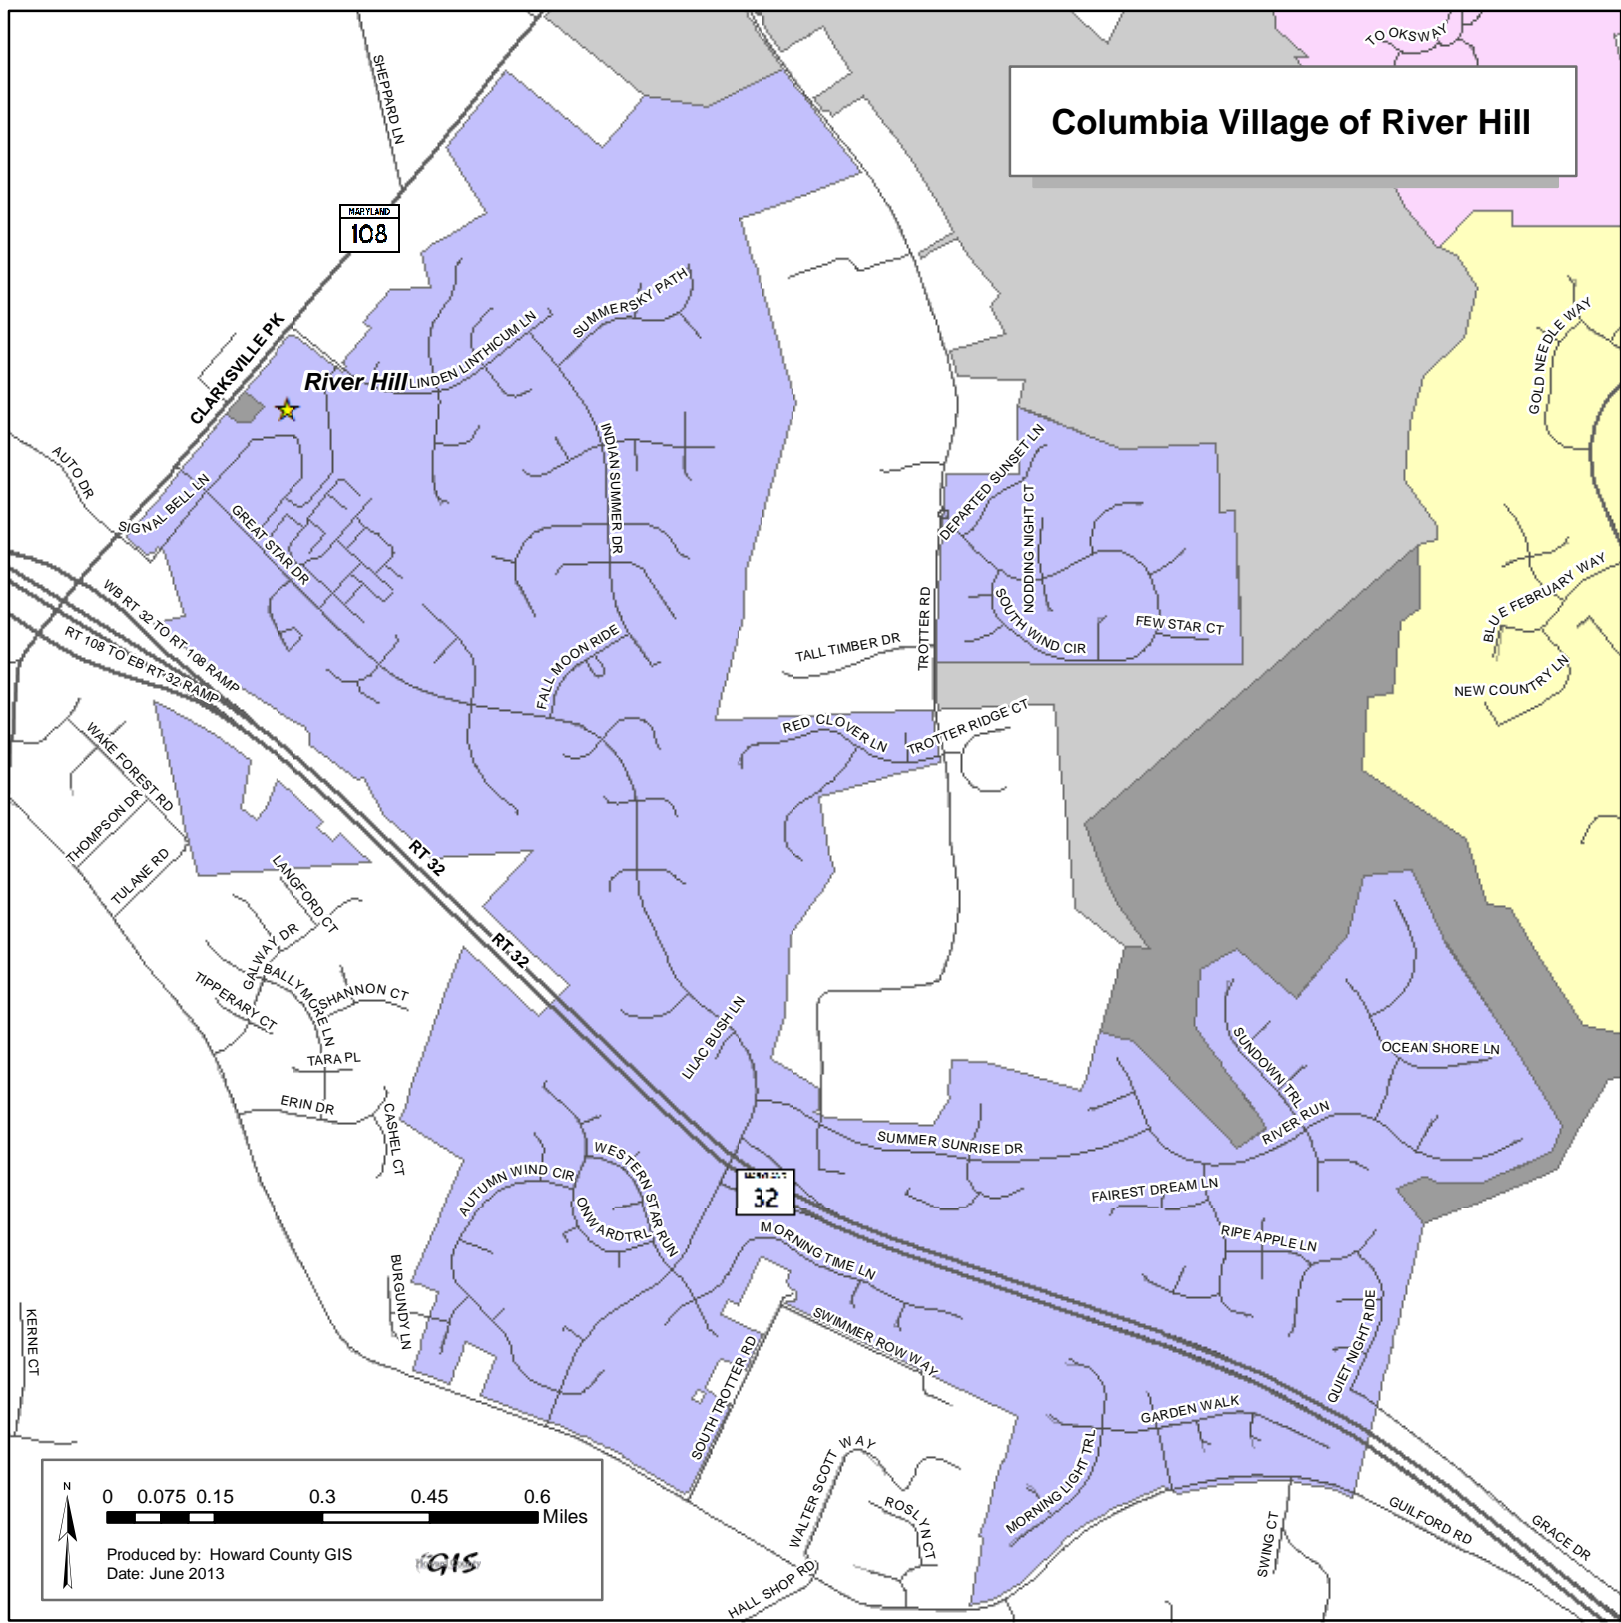 TO OKSWAY
Columbia Village of River Hill
SHEPPARD LN
MARYLAND
108
CLARKSVILLE PK
SUMMERSKY PATH
LINDEN LINTHICUM LN
River Hill
GOLD NEEDLE WAY
AUTO DR
SIGNAL BELL LN
GREAT STAR DR
INDIAN SUMMER DR
DEPARTED SUNSET LN
NODDING NIGHT CT
SOUTH WIND CIR
FEW STAR CT
BLUE FEBRUARY WAY
NEW COUNTRY LN
WB RT 32 TO RT 108 RAMP
RT 108 TO EB RT 32 RAMP
FALL MOON RIDE
TALL TIMBER DR
TROTTER RD
RED CLOVER LN
TROTTER RIDGE CT
WAKE FOREST RD
THOMPSON DR
TULANE RD
RT 32
LANGFORD CT
GALWAY DR
RT 32
BALLYMORE LN
TIPPERARY CT
SHANNON CT
TARA PL
ERIN DR
CASHEL CT
LILAC BUSH LN
SUNDOWN TRL
OCEAN SHORE LN
RIVER RUN
SUMMER SUNRISE DR
FAIREST DREAM LN
RIPE APPLE LN
AUTUMN WIND CIR
WESTERN STAR RUN
ONWARD TRL
32
MORNING TIME LN
BURGUNDY LN
KERNE CT
SWIMMER ROW WAY
SOUTH TROTTER RD
QUIET NIGHT RIDE
GARDEN WALK
MORNING LIGHT TRL
WALTER SCOTT WAY
ROSLYN CT
HALL SHOP RD
SWING CT
GUILFORD RD
GRACE DR
N
0 0.075 0.15 0.3 0.45 0.6
Miles
Produced by: Howard County GIS
Date: June 2013
GIS